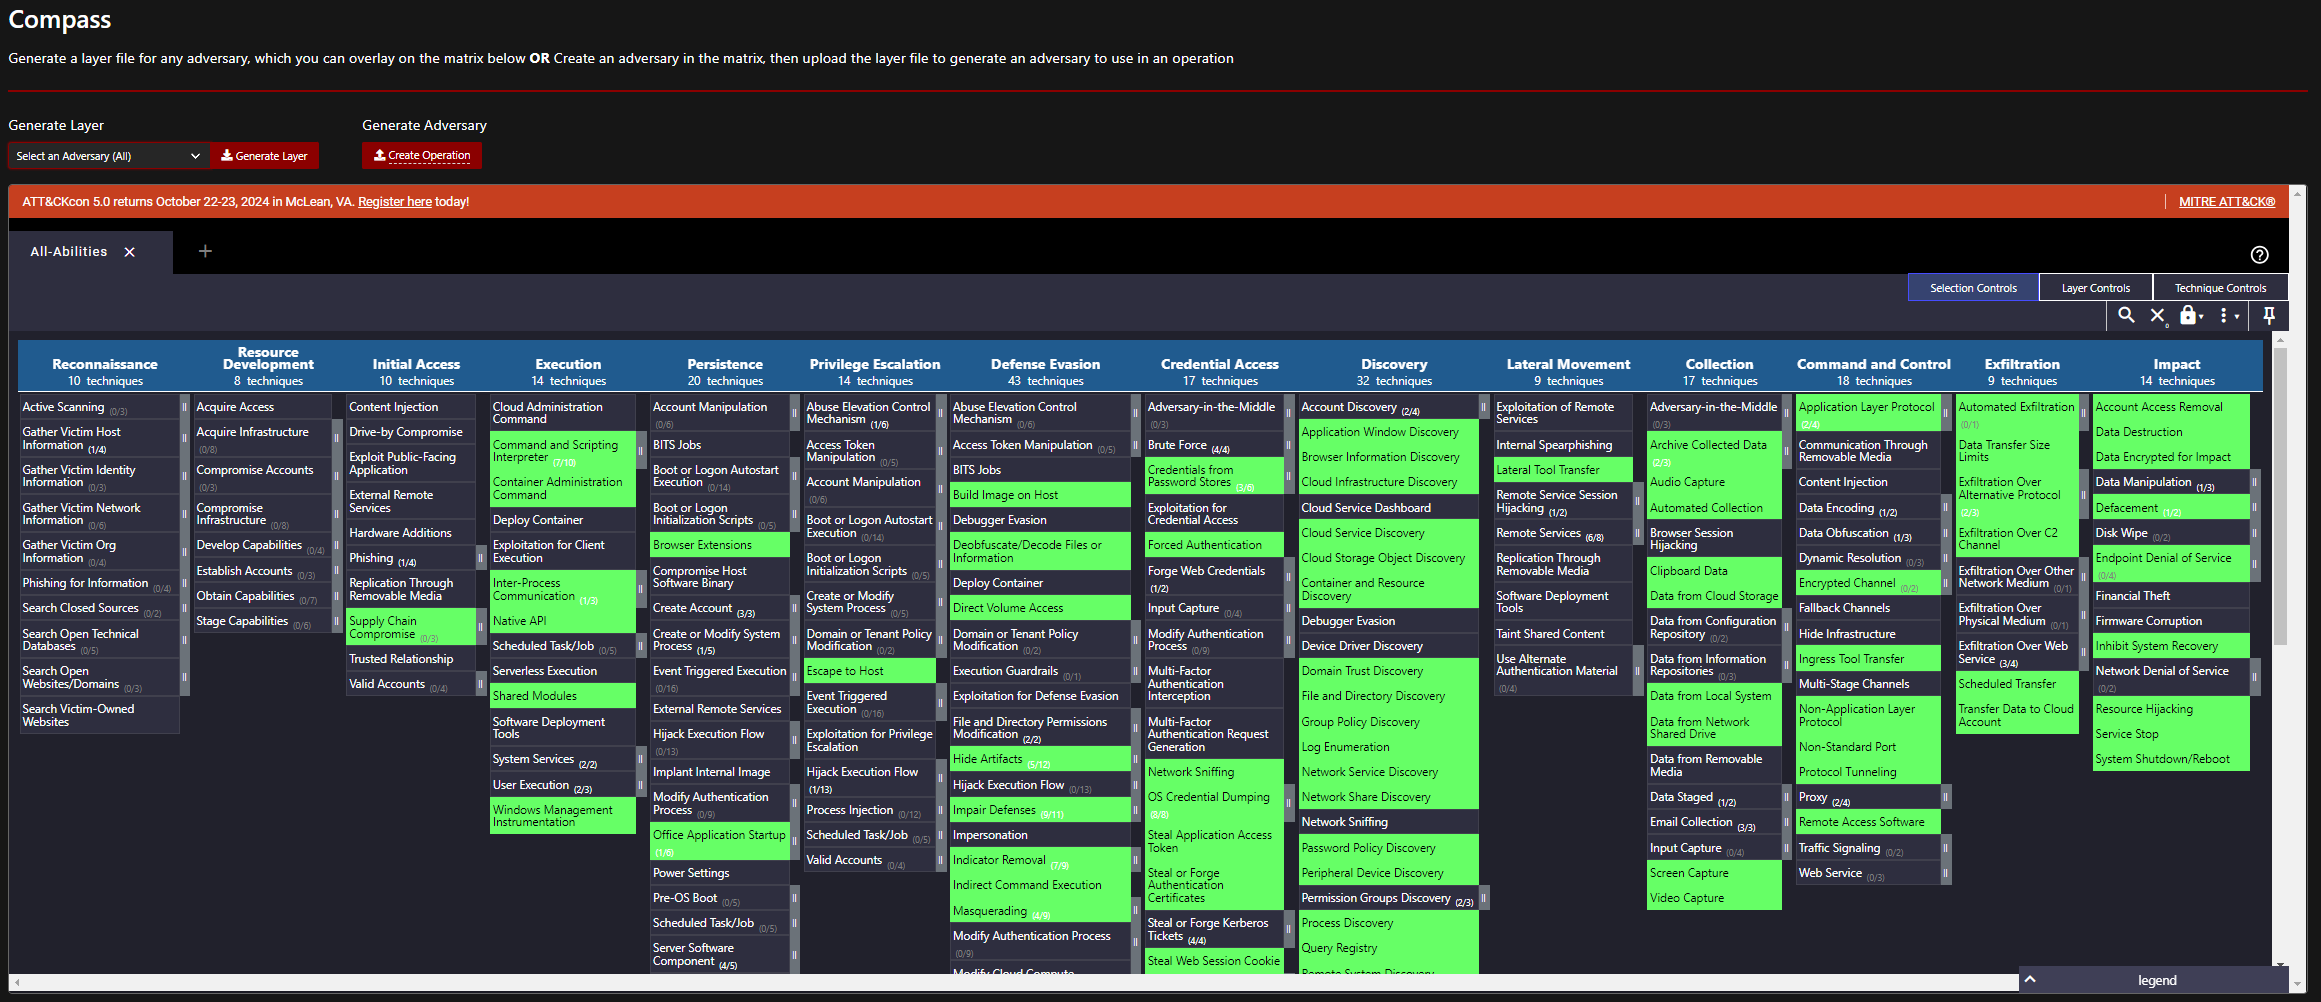 Compass
Generate a layer file for any adversary, which you can overlay on the matrix below OR Create an adversary in the matrix, then upload the layer file to generate an adversary to use in an operation
Generate Layer
Generate Adversary
Select an Adversary (All)
Generate Layer
Create Operation
ATT&CKcon 5.0 returns October 22-23, 2024 in McLean, VA. Register here today!
MITRE ATT&CK®
All-Abilities
Selection Controls
Layer Controls
Technique Controls
Reconnaissance
10 techniques
Active Scanning (0/3)
Gather Victim Host
Information (1/4)
Gather Victim Identity
Information (0/3)
Gather Victim Network
Information (0/6)
Gather Victim Org
Information (0/4)
Phishing for Information (0/4)
Search Closed Sources (0/2)
Search Open Technical
Databases (0/5)
Search Open
Websites/Domains (0/3)
Search Victim-Owned
Websites
Resource
Development
8 techniques
Acquire Access
Acquire Infrastructure
(0/8)
Compromise Accounts
(0/3)
Compromise
Infrastructure (0/8)
Develop Capabilities (0/4)
Establish Accounts (0/3)
Obtain Capabilities (0/7)
Stage Capabilities (0/6)
Initial Access
10 techniques
Content Injection
Drive-by Compromise
Exploit Public-Facing
Application
External Remote
Services
Hardware Additions
Phishing (1/4)
Replication Through
Removable Media
Supply Chain
Compromise (0/3)
Trusted Relationship
Valid Accounts (0/4)
Execution
14 techniques
Cloud Administration
Command
Command and Scripting
Interpreter (7/10)
Container Administration
Command
Deploy Container
Exploitation for Client
Execution
Inter-Process
Communication (1/3)
Native API
Scheduled Task/Job (0/5)
Serverless Execution
Shared Modules
Software Deployment
Tools
System Services (2/2)
User Execution (2/3)
Windows Management
Instrumentation
Persistence
20 techniques
Account Manipulation
(0/6)
BITS Jobs
Boot or Logon Autostart
Execution (0/14)
Boot or Logon
Initialization Scripts (0/5)
Browser Extensions
Compromise Host
Software Binary
Create Account (3/3)
Create or Modify System
Process (1/5)
Event Triggered Execution
(0/16)
External Remote Services
Hijack Execution Flow
(0/13)
Implant Internal Image
Modify Authentication
Process (0/9)
Office Application Startup
(1/6)
Power Settings
Pre-OS Boot (0/5)
Scheduled Task/Job (0/5)
Server Software
Component (4/5)
Privilege Escalation
14 techniques
Abuse Elevation Control
Mechanism (1/6)
Access Token
Manipulation (0/5)
Account Manipulation
(0/6)
Boot or Logon Autostart
Execution (0/14)
Boot or Logon
Initialization Scripts (0/5)
Create or Modify
System Process (0/5)
Domain or Tenant Policy
Modification (0/2)
Escape to Host
Event Triggered
Execution (0/16)
Exploitation for Privilege
Escalation
Hijack Execution Flow
(1/13)
Process Injection (0/12)
Scheduled Task/Job (0/5)
Valid Accounts (0/4)
Defense Evasion
43 techniques
Abuse Elevation Control
Mechanism (0/6)
Access Token Manipulation (0/5)
BITS Jobs
Build Image on Host
Debugger Evasion
Deobfuscate/Decode Files or
Information
Deploy Container
Direct Volume Access
Domain or Tenant Policy
Modification (0/2)
Execution Guardrails (0/1)
Exploitation for Defense Evasion
File and Directory Permissions
Modification (2/2)
Hide Artifacts (5/12)
Hijack Execution Flow (0/13)
Impair Defenses (9/11)
Impersonation
Indicator Removal (7/9)
Indirect Command Execution
Masquerading (4/9)
Modify Authentication Process
(0/9)
Modify Cloud Compute
Credential Access
17 techniques
Adversary-in-the-Middle
(0/3)
Brute Force (4/4)
Credentials from
Password Stores (3/6)
Exploitation for
Credential Access
Forced Authentication
Forge Web Credentials
(1/2)
Input Capture (0/4)
Modify Authentication
Process (0/9)
Multi-Factor
Authentication
Interception
Multi-Factor
Authentication Request
Generation
Network Sniffing
OS Credential Dumping
(8/8)
Steal Application Access
Token
Steal or Forge
Authentication
Certificates
Steal or Forge Kerberos
Tickets (4/4)
Steal Web Session Cookie
Discovery
32 techniques
Account Discovery (2/4)
Application Window Discovery
Browser Information Discovery
Cloud Infrastructure Discovery
Cloud Service Dashboard
Cloud Service Discovery
Cloud Storage Object Discovery
Container and Resource
Discovery
Debugger Evasion
Device Driver Discovery
Domain Trust Discovery
File and Directory Discovery
Group Policy Discovery
Log Enumeration
Network Service Discovery
Network Share Discovery
Network Sniffing
Password Policy Discovery
Peripheral Device Discovery
Permission Groups Discovery (2/3)
Process Discovery
Query Registry
Remote System Discovery
Lateral Movement
9 techniques
Exploitation of Remote
Services
Internal Spearphishing
Lateral Tool Transfer
Remote Service Session
Hijacking (1/2)
Remote Services (6/8)
Replication Through
Removable Media
Software Deployment
Tools
Taint Shared Content
Use Alternate
Authentication Material
(0/4)
Collection
17 techniques
Adversary-in-the-Middle
(0/3)
Archive Collected Data
(2/3)
Audio Capture
Automated Collection
Browser Session
Hijacking
Clipboard Data
Data from Cloud Storage
Data from Configuration
Repository (0/2)
Data from Information
Repositories (0/3)
Data from Local System
Data from Network
Shared Drive
Data from Removable
Media
Data Staged (1/2)
Email Collection (3/3)
Input Capture (0/4)
Screen Capture
Video Capture
Command and Control
18 techniques
Application Layer Protocol
(2/4)
Communication Through
Removable Media
Content Injection
Data Encoding (1/2)
Data Obfuscation (1/3)
Dynamic Resolution (0/3)
Encrypted Channel (0/2)
Fallback Channels
Hide Infrastructure
Ingress Tool Transfer
Multi-Stage Channels
Non-Application Layer
Protocol
Non-Standard Port
Protocol Tunneling
Proxy (2/4)
Remote Access Software
Traffic Signaling (0/2)
Web Service (0/3)
Exfiltration
9 techniques
Automated Exfiltration
(0/1)
Data Transfer Size
Limits
Exfiltration Over
Alternative Protocol
(2/3)
Exfiltration Over C2
Channel
Exfiltration Over Other
Network Medium (0/1)
Exfiltration Over
Physical Medium (0/1)
Exfiltration Over Web
Service (3/4)
Scheduled Transfer
Transfer Data to Cloud
Account
Impact
14 techniques
Account Access Removal
Data Destruction
Data Encrypted for Impact
Data Manipulation (1/3)
Defacement (1/2)
Disk Wipe (0/2)
Endpoint Denial of Service
(0/4)
Financial Theft
Firmware Corruption
Inhibit System Recovery
Network Denial of Service
(0/2)
Resource Hijacking
Service Stop
System Shutdown/Reboot
legend